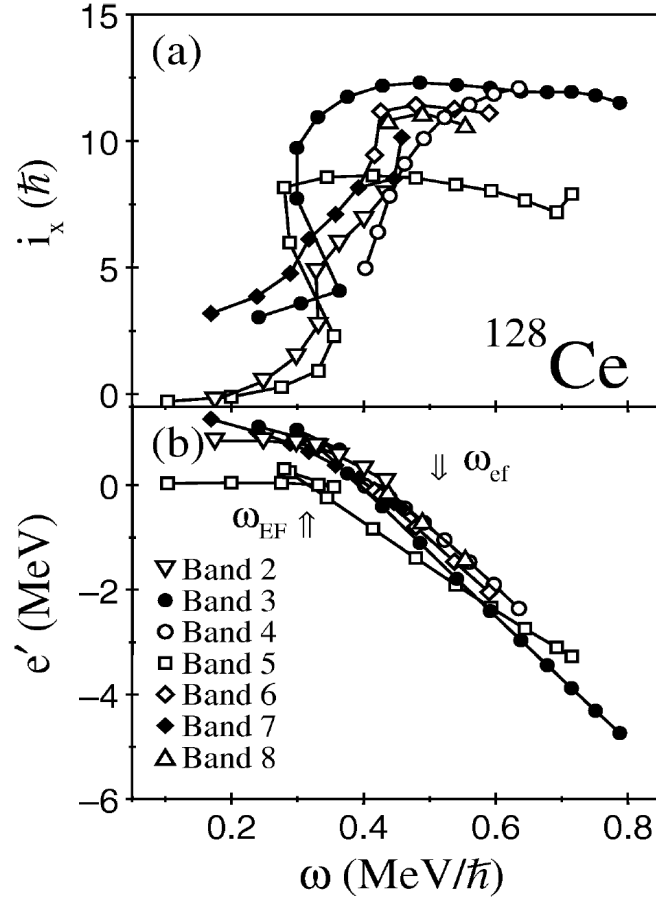 15
(a)
10
i_x (ℏ)
5
¹²⁸Ce
0
(b)
⇓ ω_ef
0
ω_EF ⇑
Band 2
−2
Band 3
e′ (MeV)
Band 4
Band 5
−4
Band 6
Band 7
Band 8
−6
0.2 0.4 0.6 0.8
ω (MeV/ℏ)